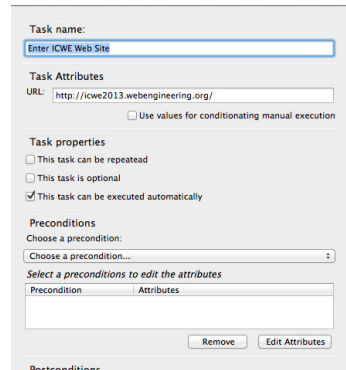 Task name:
Enter ICWE Web Site
Task Attributes
URL: http://icwe2013.webengineering.org/
Use values for conditionating manual execution
Task properties
This task can be repeatead
This task is optional
This task can be executed automatically
Preconditions
Choose a precondition:
Choose a precondition...
Select a preconditions to edit the attributes
Precondition Attributes
Remove Edit Attributes
Postconditions